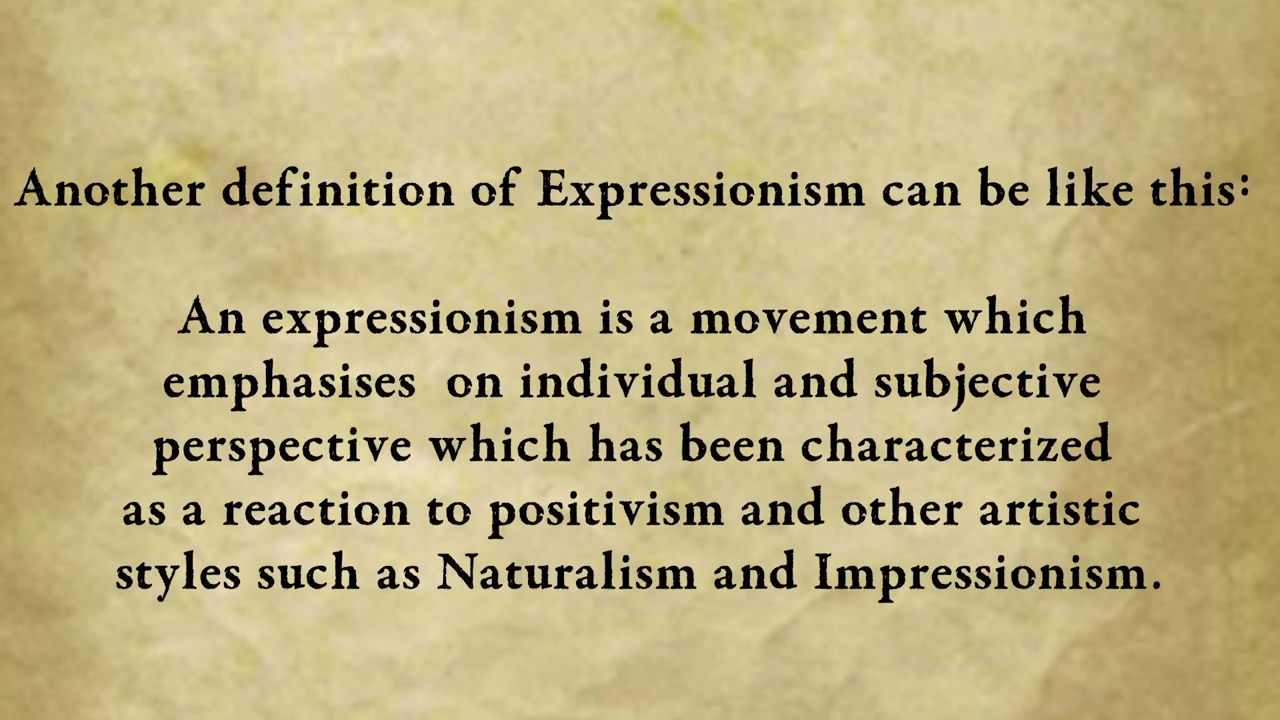 Another definition of Expressionism can be like this:
An expressionism is a movement which
emphasises  on individual and subjective
perspective which has been characterized
as a reaction to positivism and other artistic
styles such as Naturalism and Impressionism.